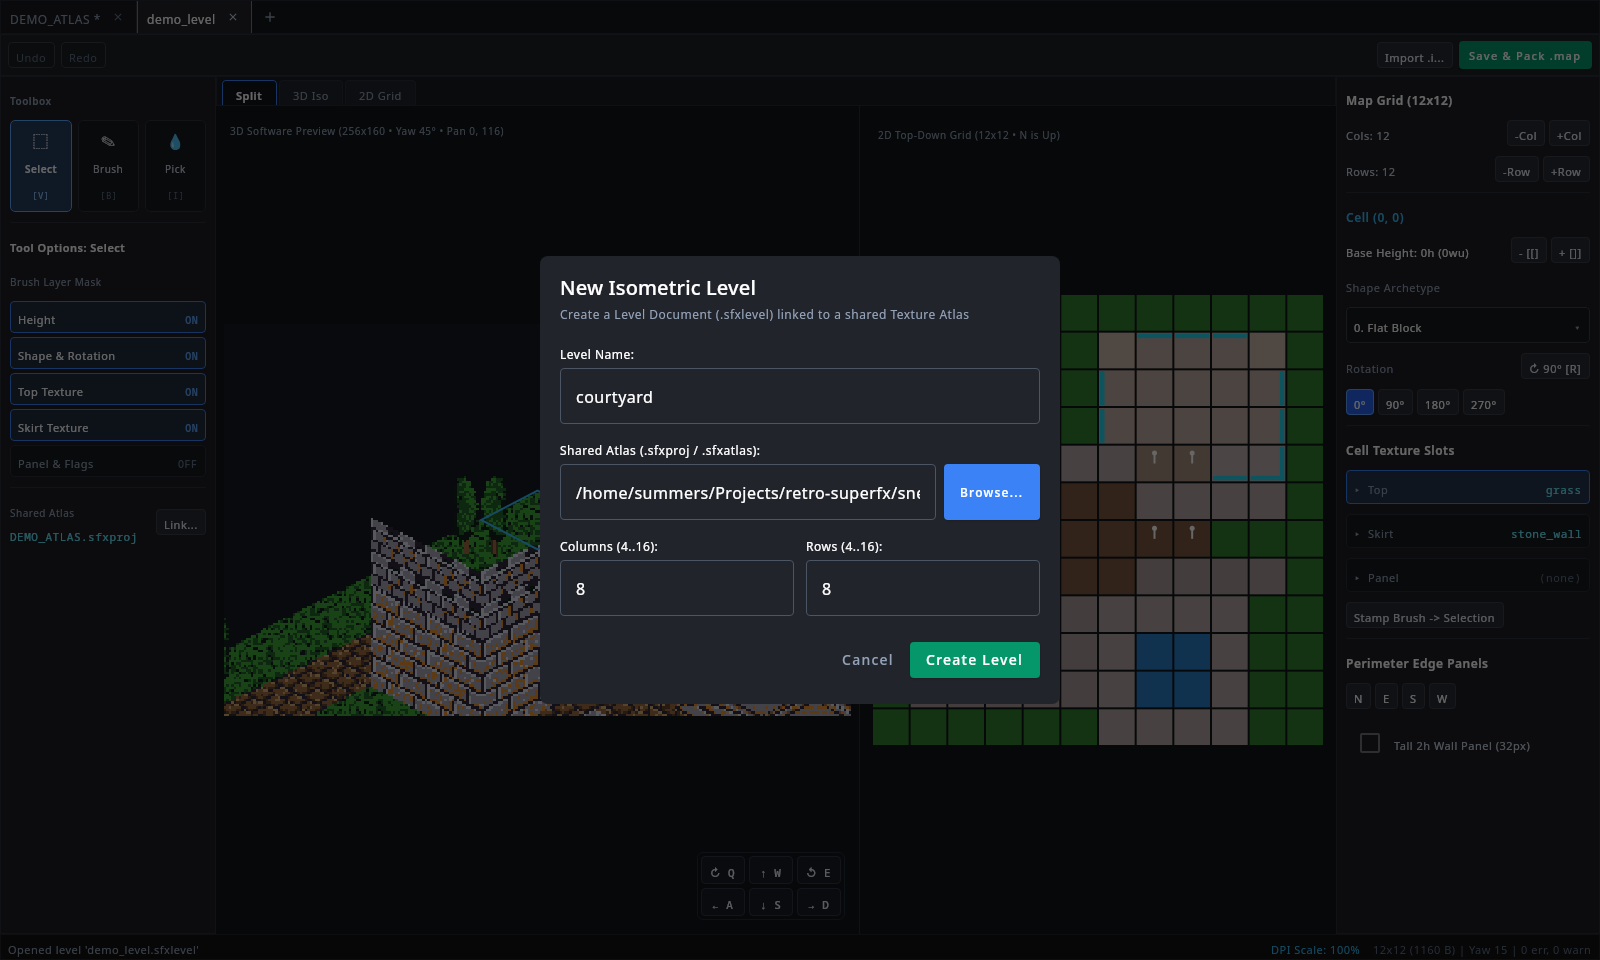 DEMO_ATLAS * ✕ demo_level ✕ +
Undo Redo Import .i... Save & Pack .map
Toolbox
Select
[V]
Brush
[B]
Pick
[I]
Tool Options: Select
Brush Layer Mask
Height ON
Shape & Rotation ON
Top Texture ON
Skirt Texture ON
Panel & Flags OFF
Shared Atlas
DEMO_ATLAS.sfxproj
Link...
Split 3D Iso 2D Grid
3D Software Preview (256x160 • Yaw 45° • Pan 0, 116)
2D Top-Down Grid (12x12 • N is Up)
New Isometric Level
Create a Level Document (.sfxlevel) linked to a shared Texture Atlas
Level Name:
courtyard
Shared Atlas (.sfxproj / .sfxatlas):
/home/summers/Projects/retro-superfx/sne
Browse...
Columns (4..16): Rows (4..16):
8 8
Cancel Create Level
↻ Q ↑ W ↺ E
← A ↓ S → D
Map Grid (12x12)
Cols: 12 -Col +Col
Rows: 12 -Row +Row
Cell (0, 0)
Base Height: 0h (0wu) - [[] + []]
Shape Archetype
0. Flat Block
Rotation ↻ 90° [R]
0° 90° 180° 270°
Cell Texture Slots
Top grass
Skirt stone_wall
Panel (none)
Stamp Brush -> Selection
Perimeter Edge Panels
N E S W
Tall 2h Wall Panel (32px)
Opened level 'demo_level.sfxlevel'
DPI Scale: 100% 12x12 (1160 B) | Yaw 15 | 0 err, 0 warn